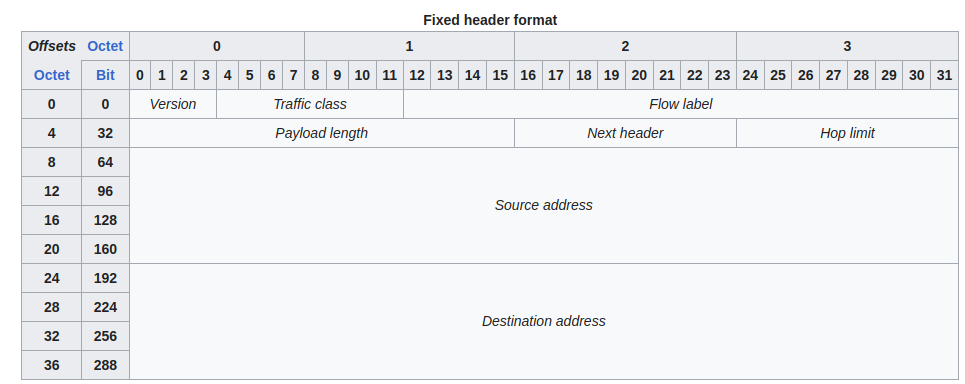 Fixed header format
Offsets Octet 0 1 2 3
Octet Bit 0 1 2 3 4 5 6 7 8 9 10 11 12 13 14 15 16 17 18 19 20 21 22 23 24 25 26 27 28 29 30 31
0 0 Version Traffic class Flow label
4 32 Payload length Next header Hop limit
8 64
12 96
Source address
16 128
20 160
24 192
28 224
Destination address
32 256
36 288